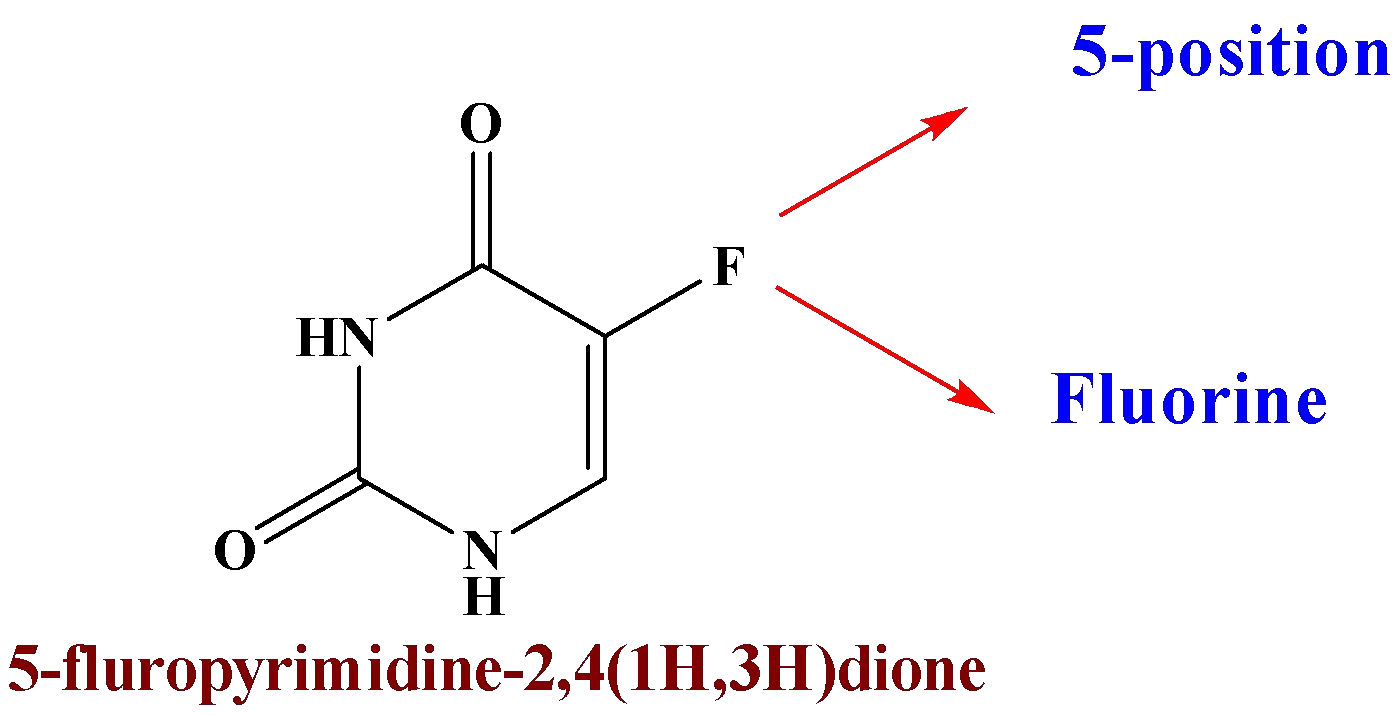 5-position
O
F
HN
Fluorine
O
N
H
5-fluropyrimidine-2,4(1H,3H)dione